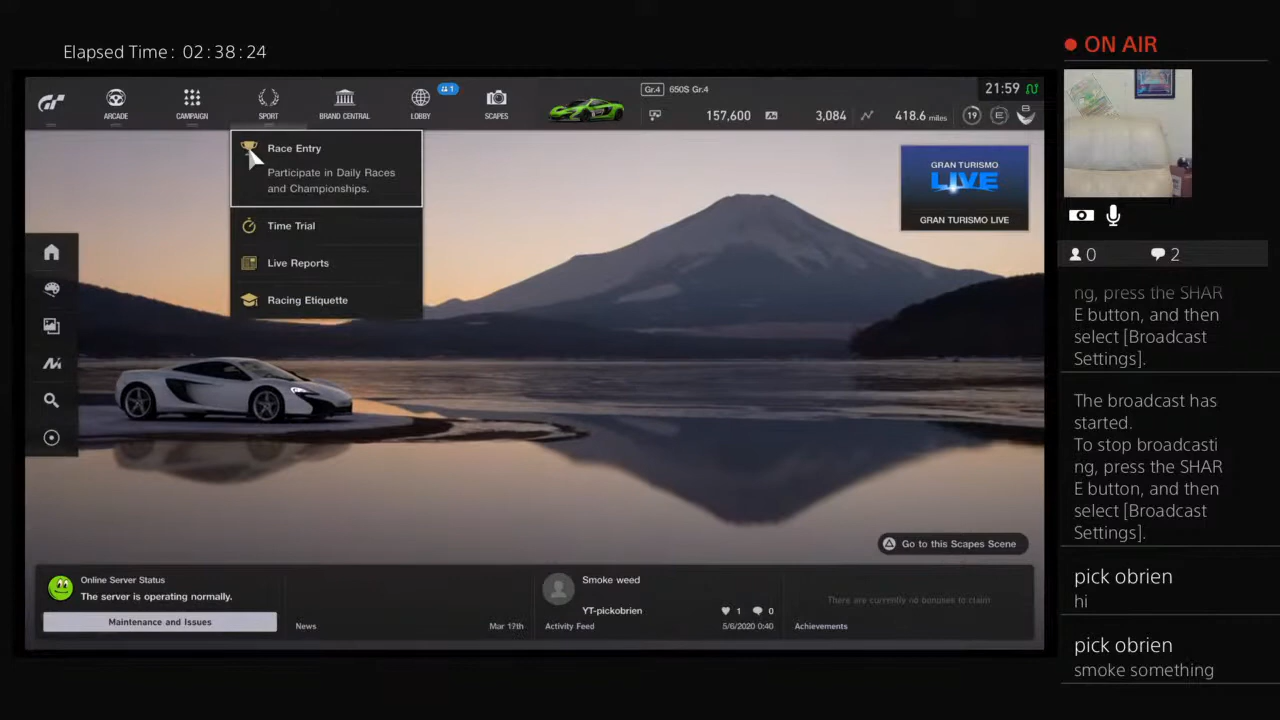 Elapsed Time: 02:38:24
ON AIR
GT
ARCADE
CAMPAIGN
SPORT
BRAND CENTRAL
LOBBY
1
SCAPES
Gr.4 650S Gr.4
21:59
157,600
3,084
418.6 miles
19
E
Race Entry
Participate in Daily Races
and Championships.
Time Trial
Live Reports
Racing Etiquette
GRAN TURISMO
LIVE
GRAN TURISMO LIVE
0
2
ng, press the SHAR
E button, and then
select [Broadcast
Settings].
The broadcast has
started.
To stop broadcasti
ng, press the SHAR
E button, and then
select [Broadcast
Settings].
pick obrien
hi
pick obrien
smoke something
Go to this Scapes Scene
Online Server Status
The server is operating normally.
Maintenance and Issues
News
Mar 17th
Smoke weed
YT-pickobrien
1
0
Activity Feed
5/6/2020 0:40
There are currently no bonuses to claim
Achievements